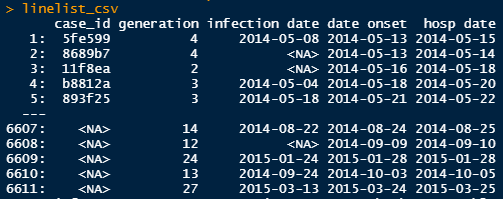 > linelist_csv
case_id generation infection date date onset hosp date
1: 5fe599 4 2014-05-08 2014-05-13 2014-05-15
2: 8689b7 4 <NA> 2014-05-13 2014-05-14
3: 11f8ea 2 <NA> 2014-05-16 2014-05-18
4: b8812a 3 2014-05-04 2014-05-18 2014-05-20
5: 893f25 3 2014-05-18 2014-05-21 2014-05-22
---
6607: <NA> 14 2014-08-22 2014-08-24 2014-08-25
6608: <NA> 12 <NA> 2014-09-09 2014-09-10
6609: <NA> 24 2015-01-24 2015-01-28 2015-01-28
6610: <NA> 13 2014-09-24 2014-10-03 2014-10-05
6611: <NA> 27 2015-03-13 2015-03-24 2015-03-25